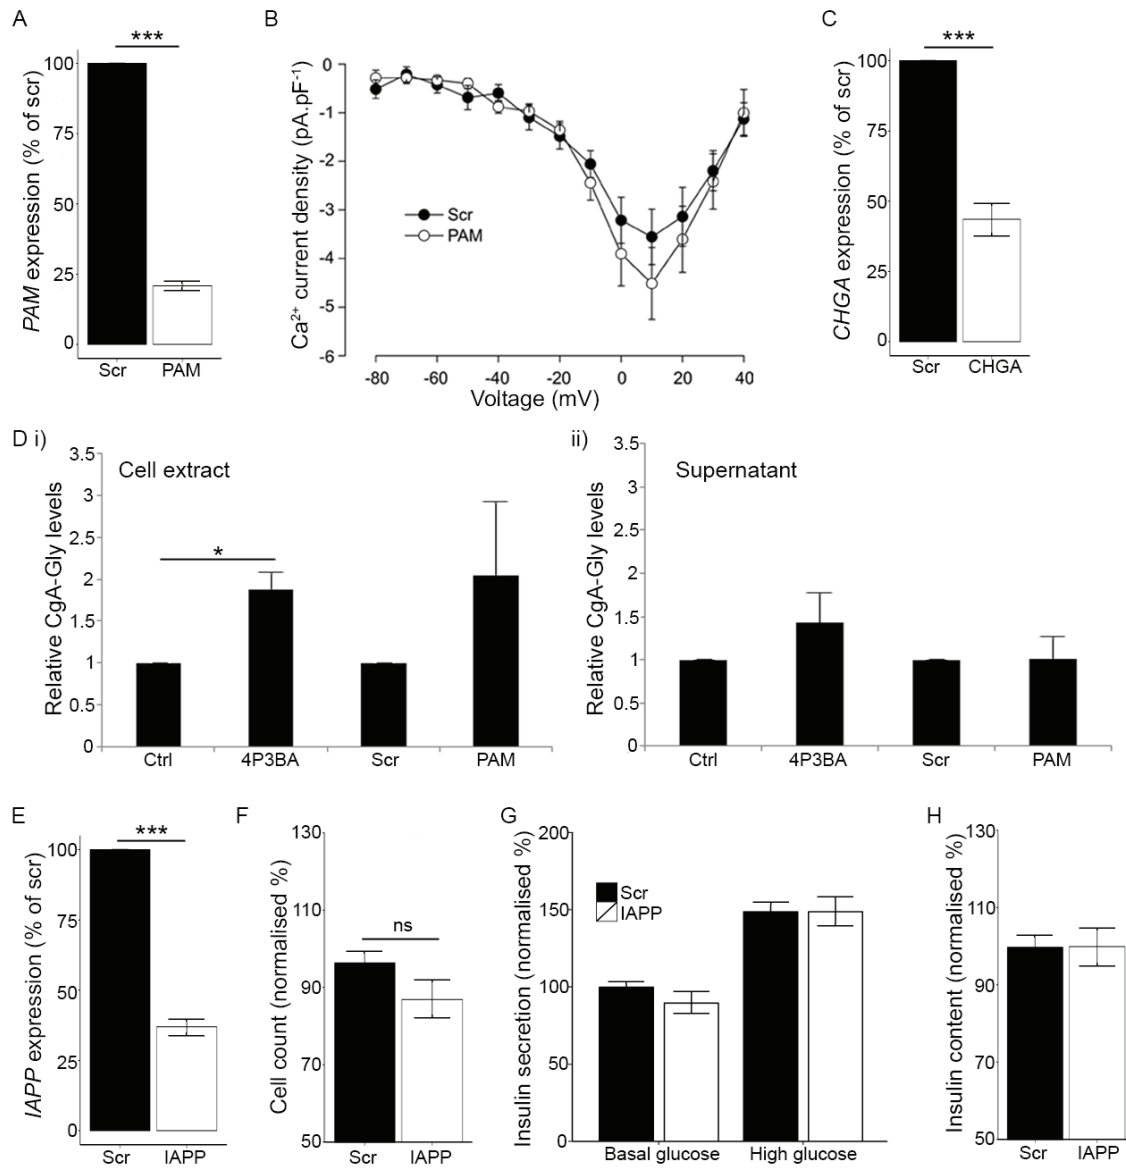 A
***
PAM expression (% of scr)
100
75
50
25
0
Scr PAM
B
Ca²⁺ current density (pA.pF⁻¹)
0
-1
-2
-3
-4
-5
-6
Scr
PAM
-80 -60 -40 -20 0 20 40
Voltage (mV)
C
***
CHGA expression (% of scr)
100
75
50
25
0
Scr CHGA
D i)
Cell extract
Relative CgA-Gly levels
3.5
3
2.5
2
1.5
1
0.5
0
*
Ctrl 4P3BA Scr PAM
ii)
Supernatant
Relative CgA-Gly levels
3.5
3
2.5
2
1.5
1
0.5
0
Ctrl 4P3BA Scr PAM
E
***
IAPP expression (% of scr)
100
75
50
25
0
Scr IAPP
F
Cell count (normalised %)
130
110
90
70
50
ns
Scr IAPP
G
Insulin secretion (normalised %)
200
150
100
50
0
Scr
IAPP
Basal glucose High glucose
H
Insulin content (normalised %)
130
110
90
70
50
Scr IAPP